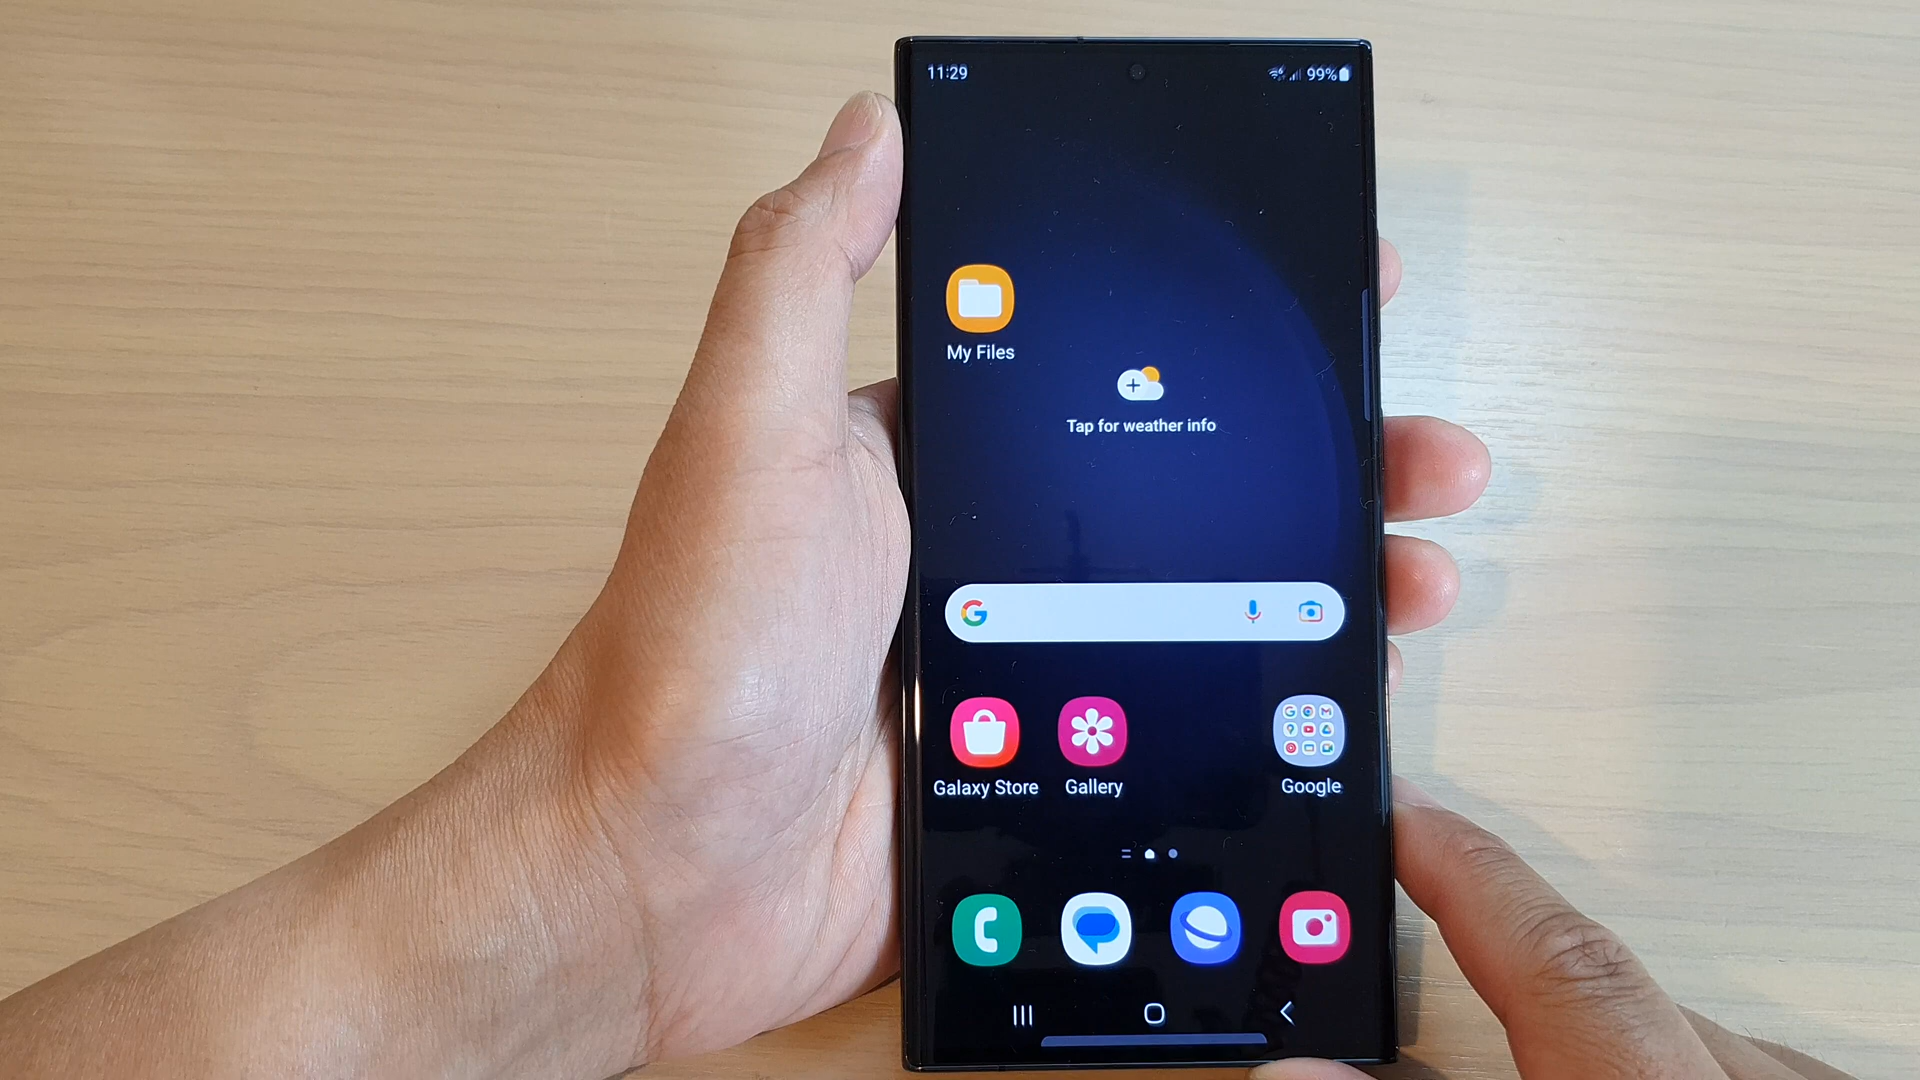 11:29
99%
My Files
Tap for weather info
Galaxy Store
Gallery
Google